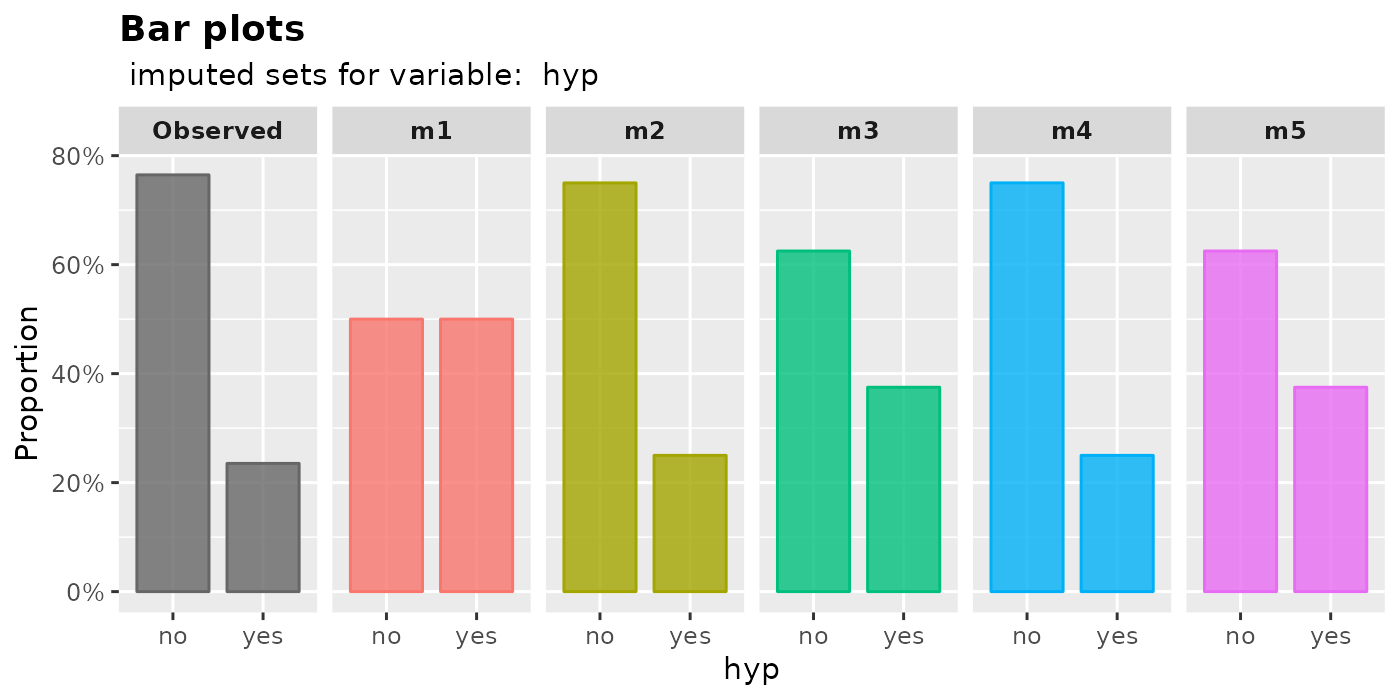 Bar plots
imputed sets for variable:  hyp
Observed m1 m2 m3 m4 m5
80%
60%
40%
20%
0%
Proportion
no yes no yes no yes no yes no yes no yes
hyp